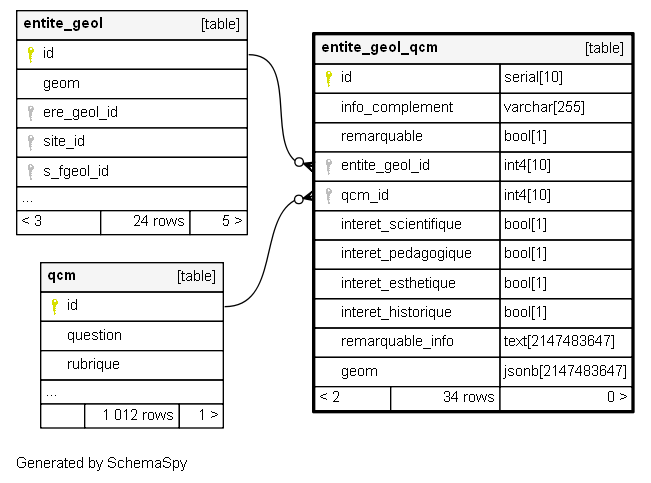 entite_geol [table]
id
geom
ere_geol_id
site_id
s_fgeol_id
...
< 3 24 rows 5 >
qcm [table]
id
question
rubrique
...
1 012 rows 1 >
entite_geol_qcm [table]
id serial[10]
info_complement varchar[255]
remarquable bool[1]
entite_geol_id int4[10]
qcm_id int4[10]
interet_scientifique bool[1]
interet_pedagogique bool[1]
interet_esthetique bool[1]
interet_historique bool[1]
remarquable_info text[2147483647]
geom jsonb[2147483647]
< 2 34 rows 0 >
Generated by SchemaSpy